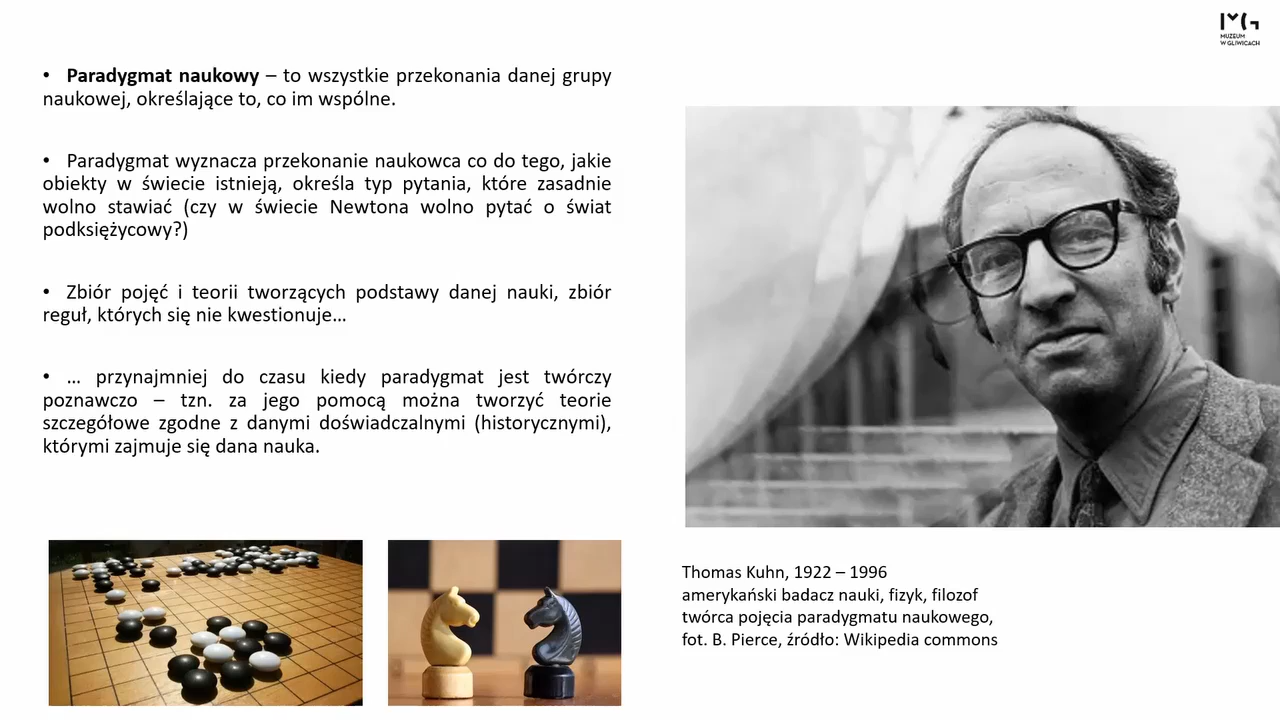 MUZEUM
W GLIWICACH
• Paradygmat naukowy – to wszystkie przekonania danej grupy
naukowej, określające to, co im wspólne.
• Paradygmat wyznacza przekonanie naukowca co do tego, jakie
obiekty w świecie istnieją, określa typ pytania, które zasadnie
wolno stawiać (czy w świecie Newtona wolno pytać o świat
podksiężycowy?)
• Zbiór pojęć i teorii tworzących podstawy danej nauki, zbiór
reguł, których się nie kwestionuje…
• … przynajmniej do czasu kiedy paradygmat jest twórczy
poznawczo – tzn. za jego pomocą można tworzyć teorie
szczegółowe zgodne z danymi doświadczalnymi (historycznymi),
którymi zajmuje się dana nauka.
Thomas Kuhn, 1922 – 1996
amerykański badacz nauki, fizyk, filozof
twórca pojęcia paradygmatu naukowego,
fot. B. Pierce, źródło: Wikipedia commons